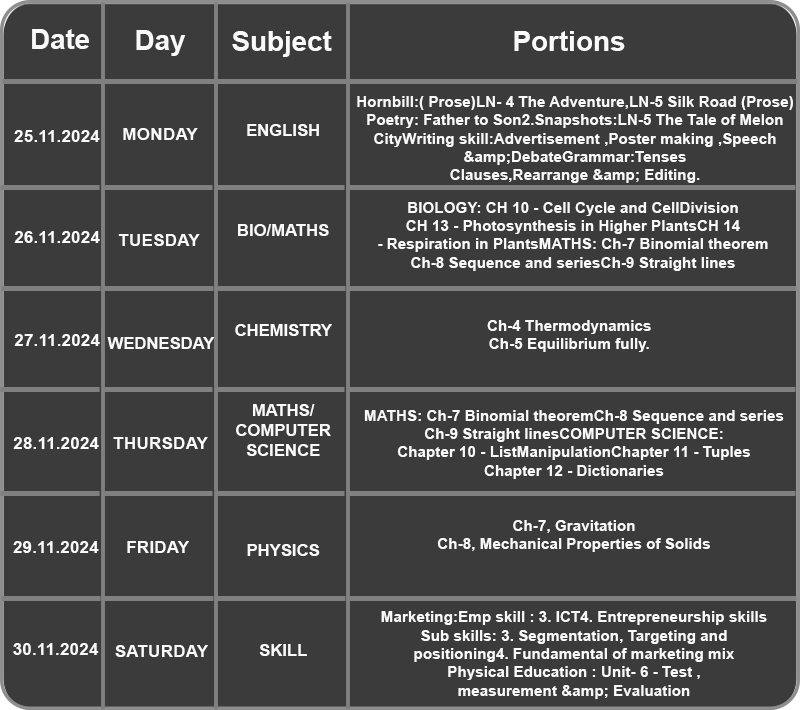 Date Day Subject Portions
25.11.2024 MONDAY ENGLISH
Hornbill:( Prose)LN- 4 The Adventure,LN-5 Silk Road (Prose)
Poetry: Father to Son2.Snapshots:LN-5 The Tale of Melon
CityWriting skill:Advertisement ,Poster making ,Speech
&amp;DebateGrammar:Tenses
Clauses,Rearrange &amp; Editing.
26.11.2024 TUESDAY BIO/MATHS
BIOLOGY: CH 10 - Cell Cycle and CellDivision
CH 13 - Photosynthesis in Higher PlantsCH 14
- Respiration in PlantsMATHS: Ch-7 Binomial theorem
Ch-8 Sequence and seriesCh-9 Straight lines
27.11.2024 WEDNESDAY CHEMISTRY
Ch-4 Thermodynamics
Ch-5 Equilibrium fully.
28.11.2024 THURSDAY
MATHS/
COMPUTER
SCIENCE
MATHS: Ch-7 Binomial theoremCh-8 Sequence and series
Ch-9 Straight linesCOMPUTER SCIENCE:
Chapter 10 - ListManipulationChapter 11 - Tuples
Chapter 12 - Dictionaries
29.11.2024 FRIDAY PHYSICS
Ch-7, Gravitation
Ch-8, Mechanical Properties of Solids
30.11.2024 SATURDAY SKILL
Marketing:Emp skill : 3. ICT4. Entrepreneurship skills
Sub skills: 3. Segmentation, Targeting and
positioning4. Fundamental of marketing mix
Physical Education : Unit- 6 - Test ,
measurement &amp; Evaluation